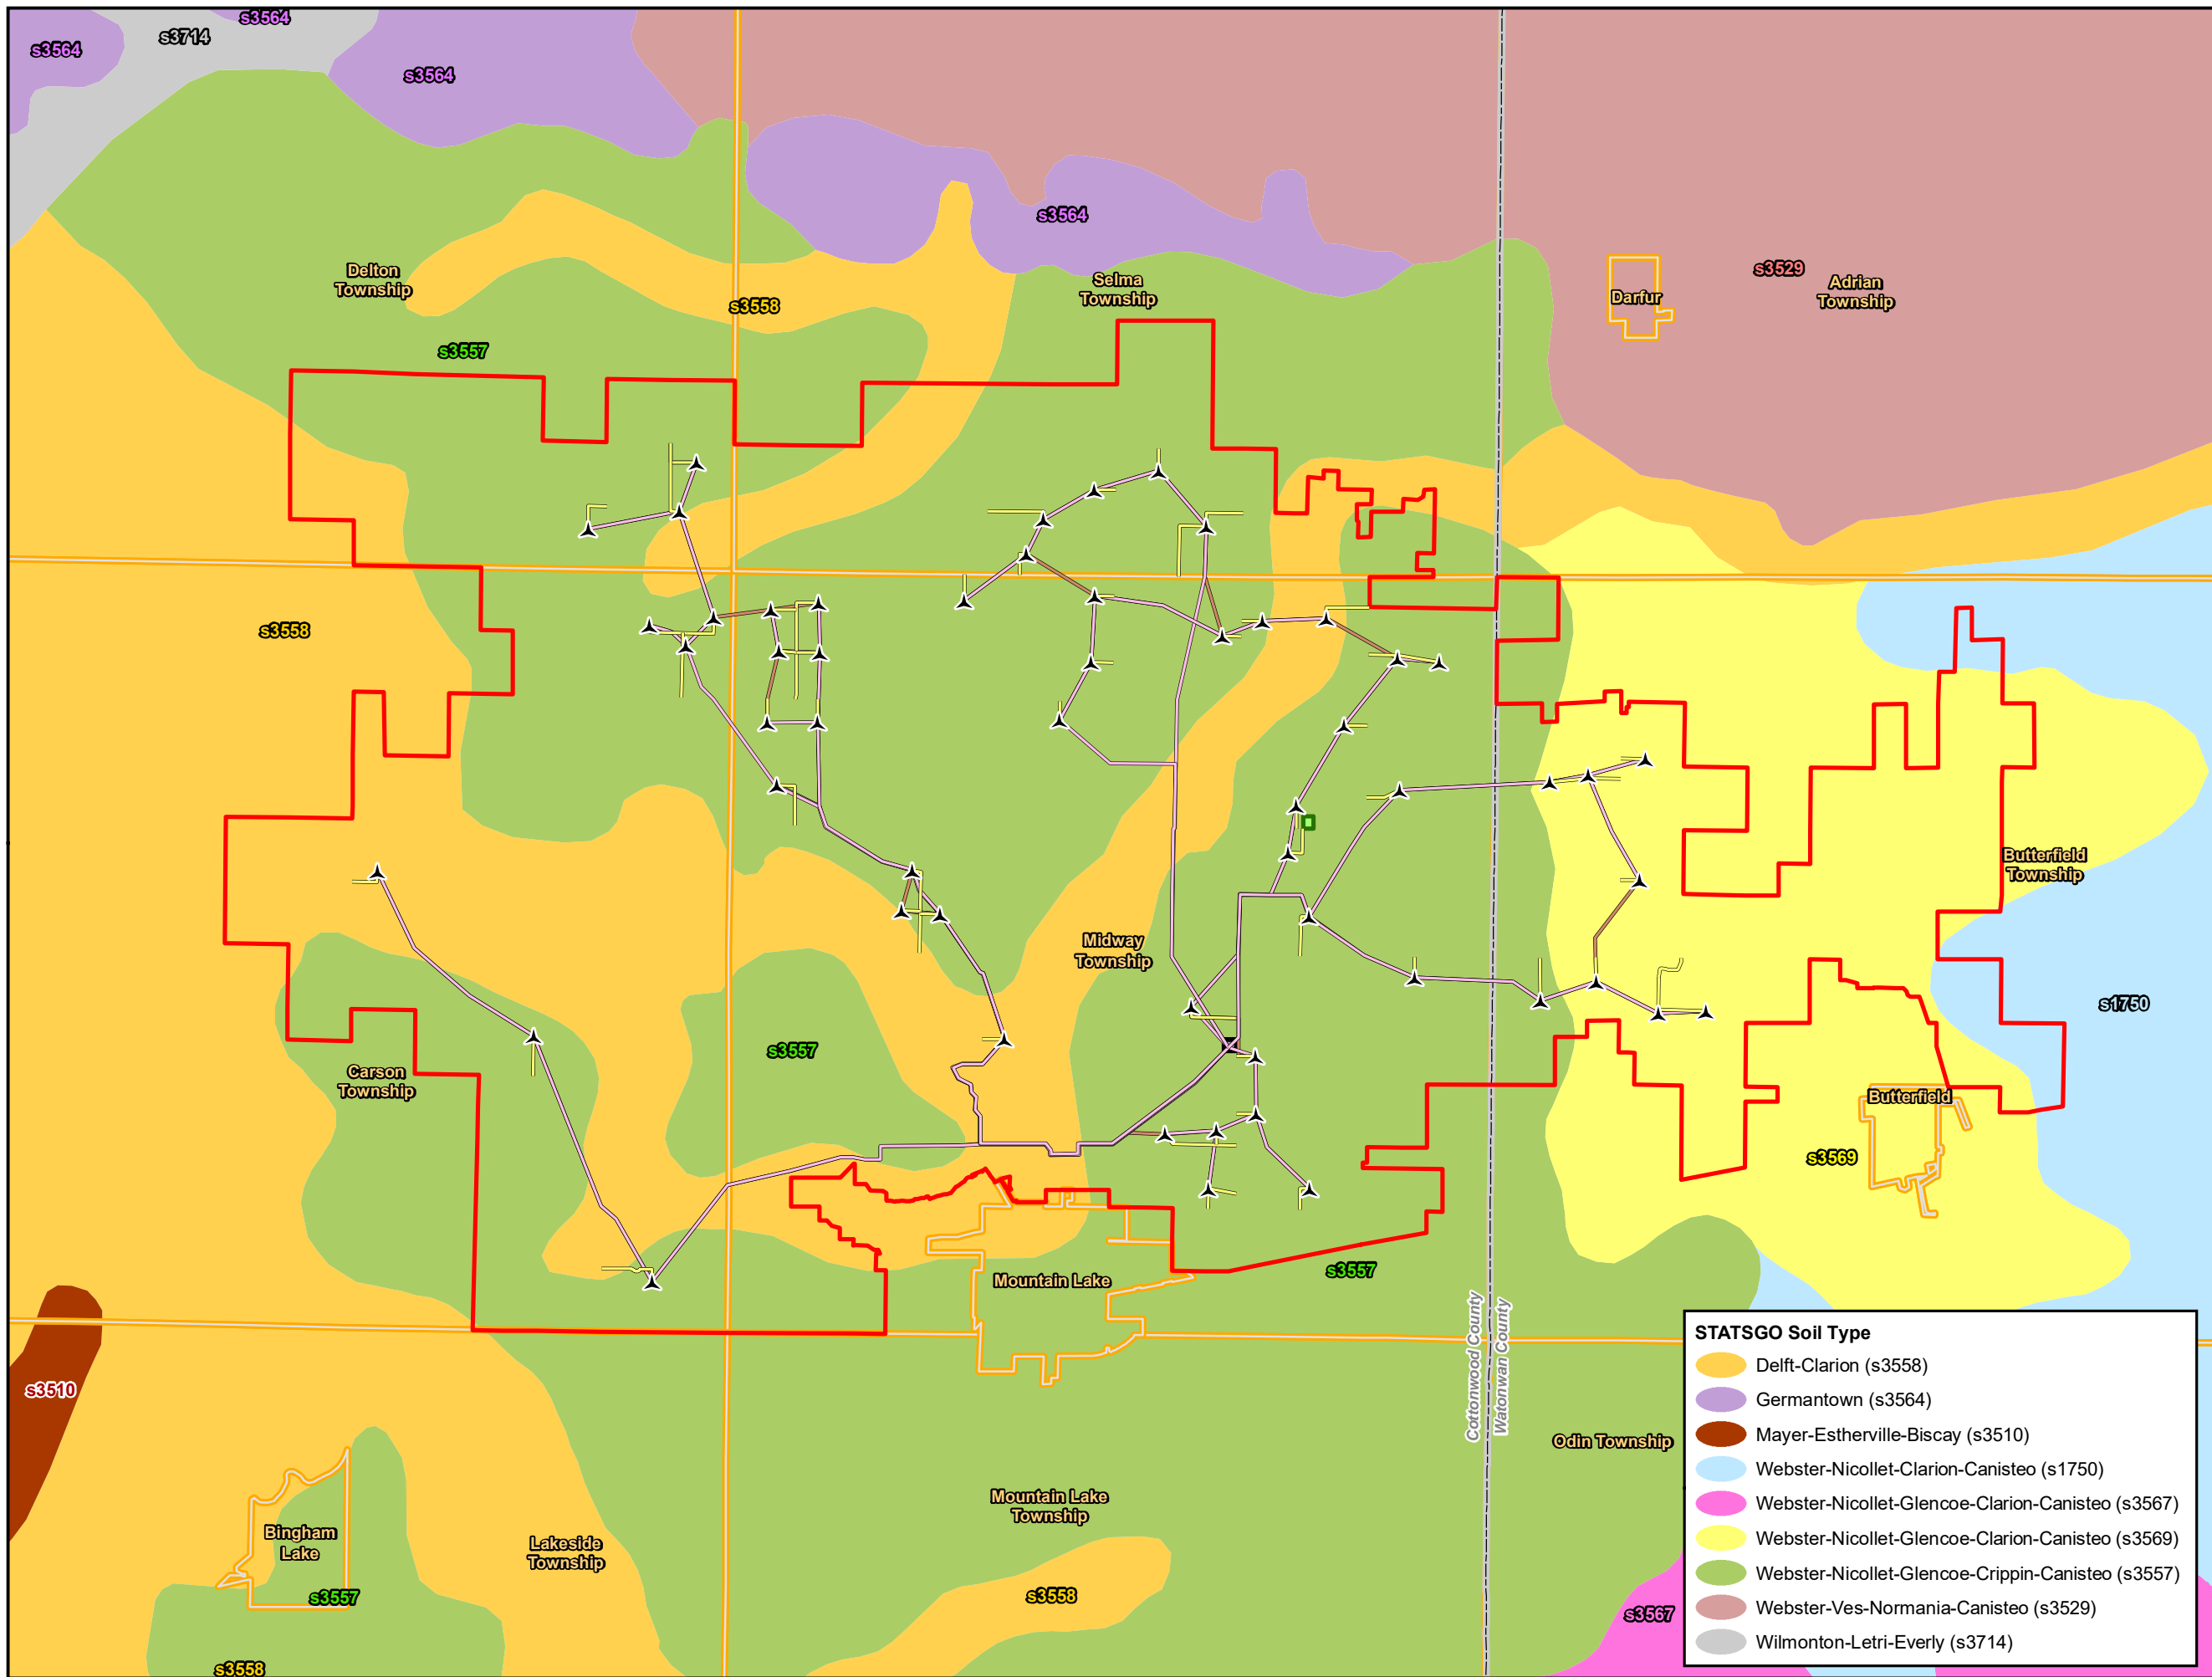 s3564
s3564
s3714
s3564
s3564
s3529
Delton
Township
Selma
Township
Darfur
Adrian
Township
s3558
s3557
s3558
Butterfield
Township
Midway
Township
s1750
s3557
Carson
Township
Butterfield
s3569
Mountain Lake
s3557
Cottonwood County
Watonwan County
s3510
Odin Township
Mountain Lake
Township
Bingham
Lake
Lakeside
Township
s3557
s3558
s3567
s3558
STATSGO Soil Type
Delft-Clarion (s3558)
Germantown (s3564)
Mayer-Estherville-Biscay (s3510)
Webster-Nicollet-Clarion-Canisteo (s1750)
Webster-Nicollet-Glencoe-Clarion-Canisteo (s3567)
Webster-Nicollet-Glencoe-Clarion-Canisteo (s3569)
Webster-Nicollet-Glencoe-Crippin-Canisteo (s3557)
Webster-Ves-Normania-Canisteo (s3529)
Wilmonton-Letri-Everly (s3714)